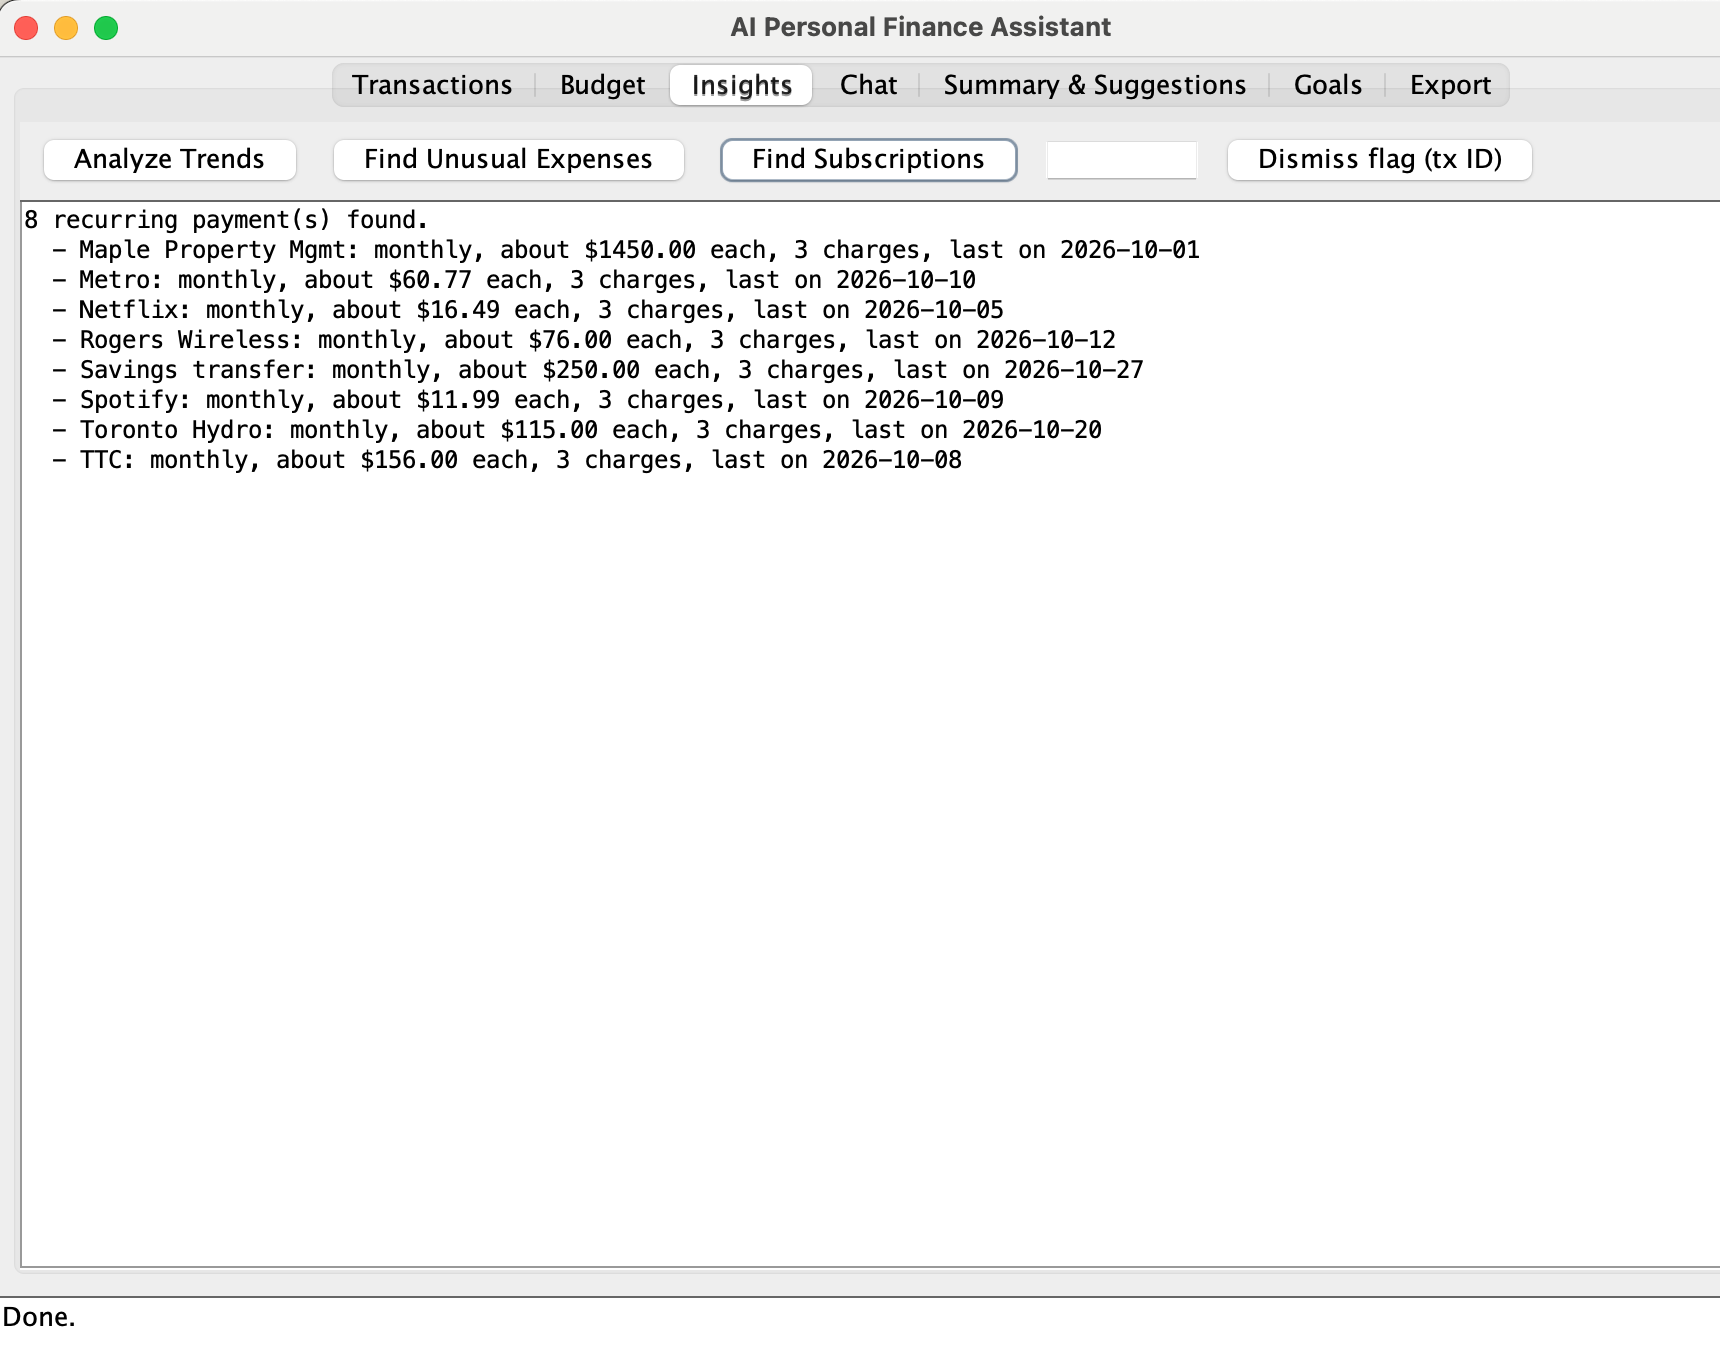 AI Personal Finance Assistant
Transactions Budget Insights Chat Summary & Suggestions Goals Export
Analyze Trends Find Unusual Expenses Find Subscriptions Dismiss flag (tx ID)
8 recurring payment(s) found.
– Maple Property Mgmt: monthly, about $1450.00 each, 3 charges, last on 2026-10-01
– Metro: monthly, about $60.77 each, 3 charges, last on 2026-10-10
– Netflix: monthly, about $16.49 each, 3 charges, last on 2026-10-05
– Rogers Wireless: monthly, about $76.00 each, 3 charges, last on 2026-10-12
– Savings transfer: monthly, about $250.00 each, 3 charges, last on 2026-10-27
– Spotify: monthly, about $11.99 each, 3 charges, last on 2026-10-09
– Toronto Hydro: monthly, about $115.00 each, 3 charges, last on 2026-10-20
– TTC: monthly, about $156.00 each, 3 charges, last on 2026-10-08
Done.